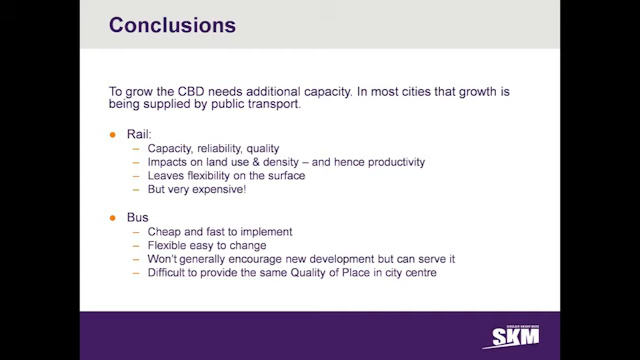 Conclusions
To grow the CBD needs additional capacity. In most cities that growth is
being supplied by public transport.
● Rail:
– Capacity, reliability, quality
– Impacts on land use & density – and hence productivity
– Leaves flexibility on the surface
– But very expensive!
● Bus
– Cheap and fast to implement
– Flexible easy to change
– Won't generally encourage new development but can serve it
– Difficult to provide the same Quality of Place in city centre
SKM